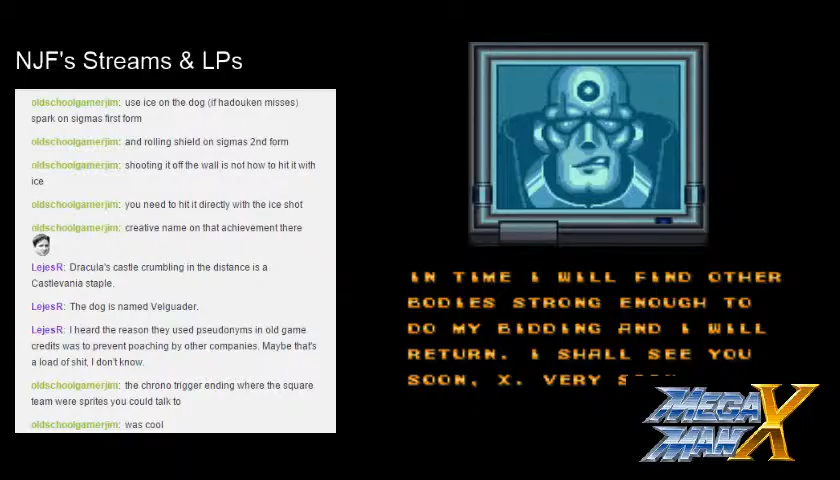 NJF's Streams & LPs
oldschoolgamerjim: use ice on the dog (if hadouken misses)
spark on sigmas first form
oldschoolgamerjim: and rolling shield on sigmas 2nd form
oldschoolgamerjim: shooting it off the wall is not how to hit it with
ice
oldschoolgamerjim: you need to hit it directly with the ice shot
oldschoolgamerjim: creative name on that achievement there
LejesR: Dracula's castle crumbling in the distance is a
Castlevania staple.
LejesR: The dog is named Velguader.
LejesR: I heard the reason they used pseudonyms in old game
credits was to prevent poaching by other companies. Maybe that's
a load of shit, I don't know.
oldschoolgamerjim: the chrono trigger ending where the square
team were sprites you could talk to
oldschoolgamerjim: was cool
IN TIME I WILL FIND OTHER
BODIES STRONG ENOUGH TO
DO MY BIDDING AND I WILL
RETURN. I SHALL SEE YOU
SOON, X. VERY
MEGA
MAN X